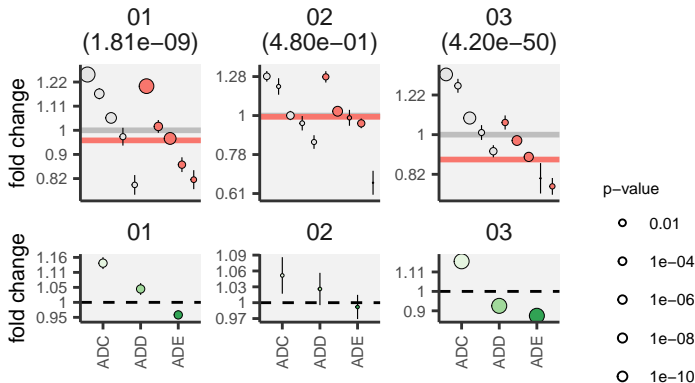 01
(1.81e−09)
02
(4.80e−01)
03
(4.20e−50)
fold change
1.22
1.11
1
0.9
0.82
1.28
1
0.78
0.61
1.22
1
0.82
01
02
03
fold change
1.16
1.11
1.05
1
0.95
1.09
1.06
1.03
1
0.97
1.11
1
0.9
ADC
ADD
ADE
ADC
ADD
ADE
ADC
ADD
ADE
p−value
0.01
1e−04
1e−06
1e−08
1e−10